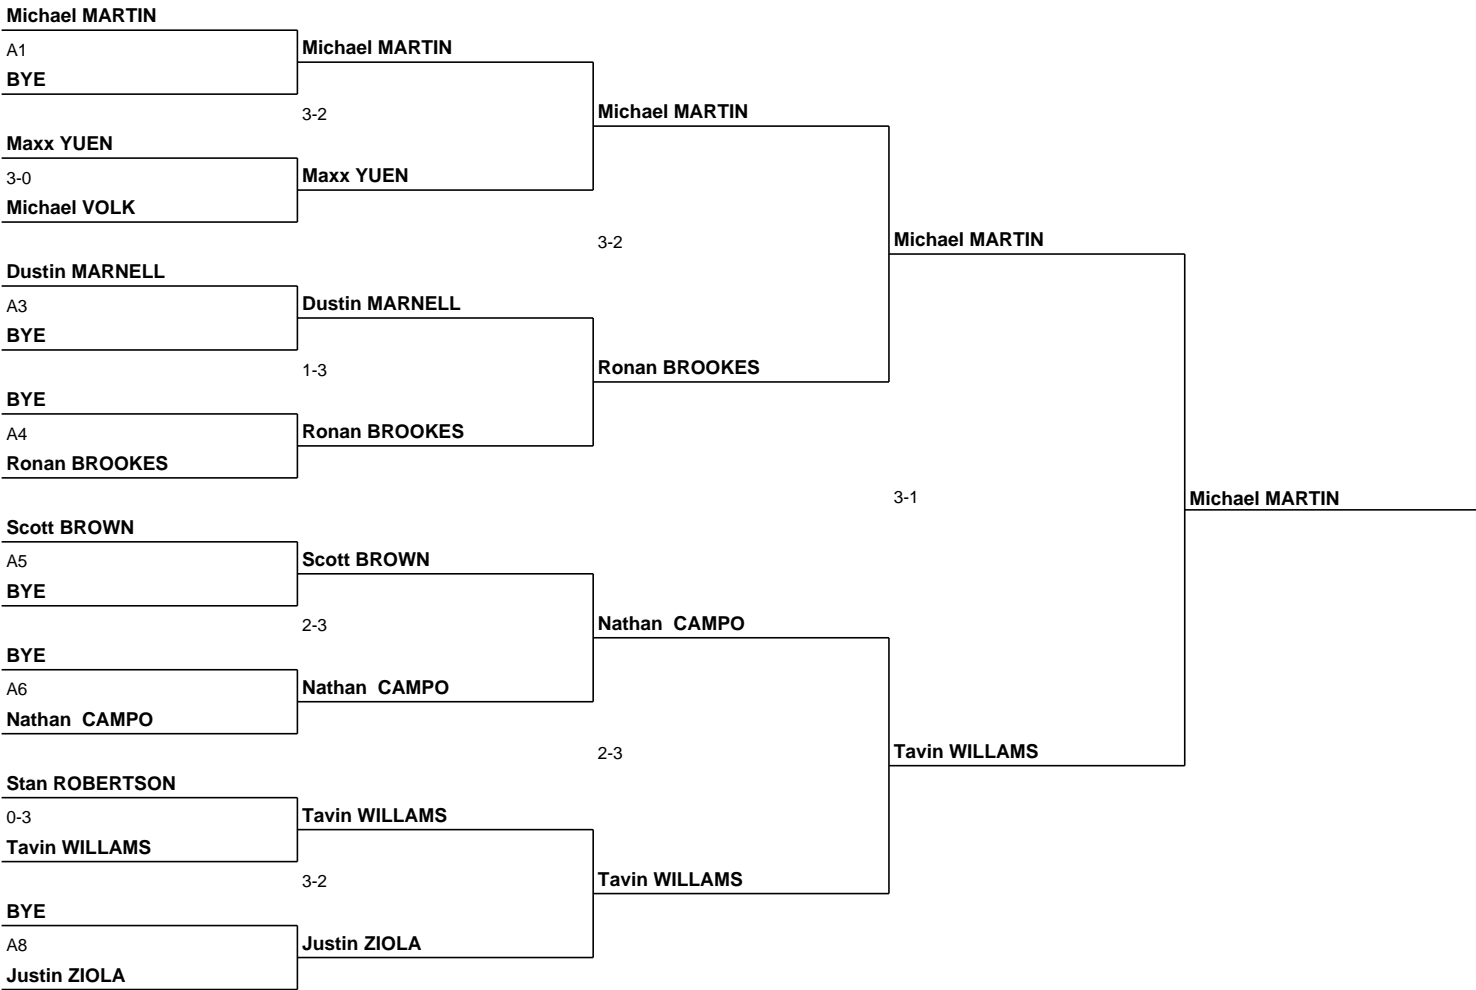 Michael MARTIN
A1
BYE
Maxx YUEN
3-0
Michael VOLK
Dustin MARNELL
A3
BYE
BYE
A4
Ronan BROOKES
Scott BROWN
A5
BYE
BYE
A6
Nathan  CAMPO
Stan ROBERTSON
0-3
Tavin WILLAMS
BYE
A8
Justin ZIOLA
Michael MARTIN
3-2
Maxx YUEN
Dustin MARNELL
1-3
Ronan BROOKES
Scott BROWN
2-3
Nathan  CAMPO
Tavin WILLAMS
3-2
Justin ZIOLA
Michael MARTIN
3-2
Ronan BROOKES
Nathan  CAMPO
2-3
Tavin WILLAMS
Michael MARTIN
3-1
Tavin WILLAMS
Michael MARTIN